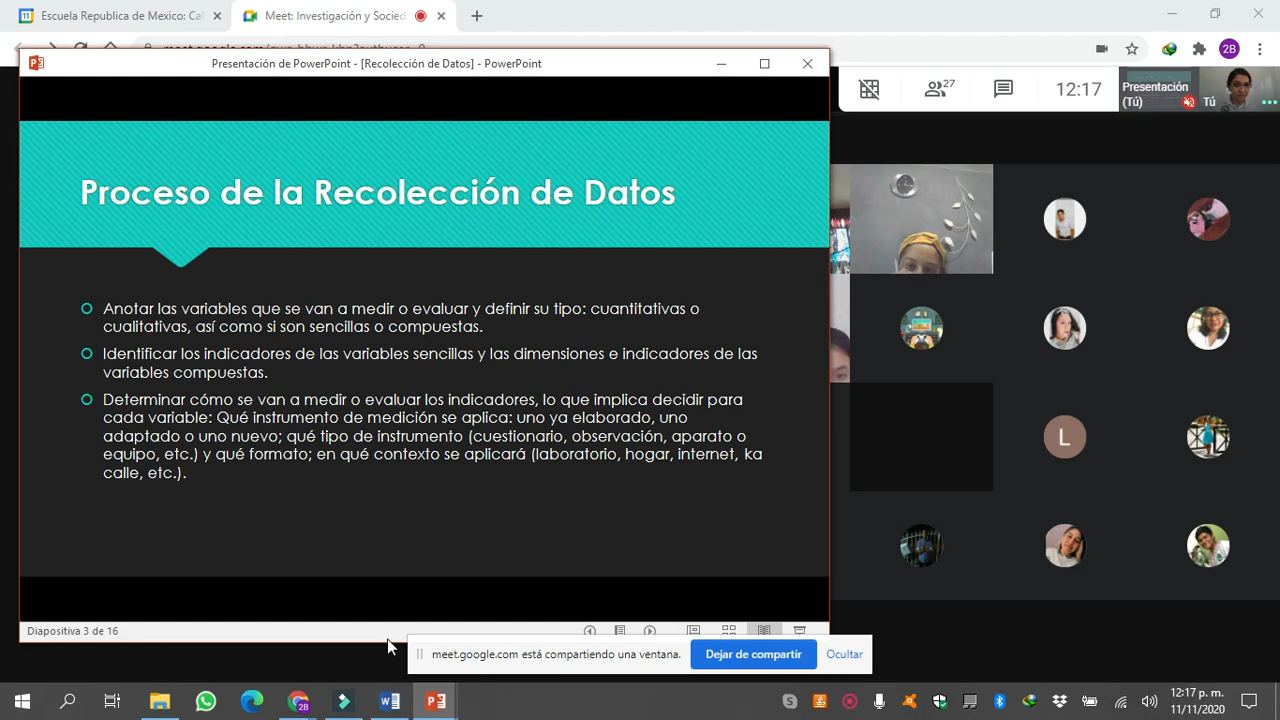 Escuela Republica de Mexico: Cal
Meet: Investigación y Socied
Presentación de PowerPoint - [Recolección de Datos] - PowerPoint
2B
27
12:17
Presentación
(Tú)
Tú
Proceso de la Recolección de Datos
Anotar las variables que se van a medir o evaluar y definir su tipo: cuantitativas o
cualitativas, así como si son sencillas o compuestas.
Identificar los indicadores de las variables sencillas y las dimensiones e indicadores de las
variables compuestas.
Determinar cómo se van a medir o evaluar los indicadores, lo que implica decidir para
cada variable: Qué instrumento de medición se aplica: uno ya elaborado, uno
adaptado o uno nuevo; qué tipo de instrumento (cuestionario, observación, aparato o
equipo, etc.) y qué formato; en qué contexto se aplicará (laboratorio, hogar, internet, ka
calle, etc.).
L
Diapositiva 3 de 16
meet.google.com está compartiendo una ventana.
Dejar de compartir
Ocultar
12:17 p. m.
11/11/2020